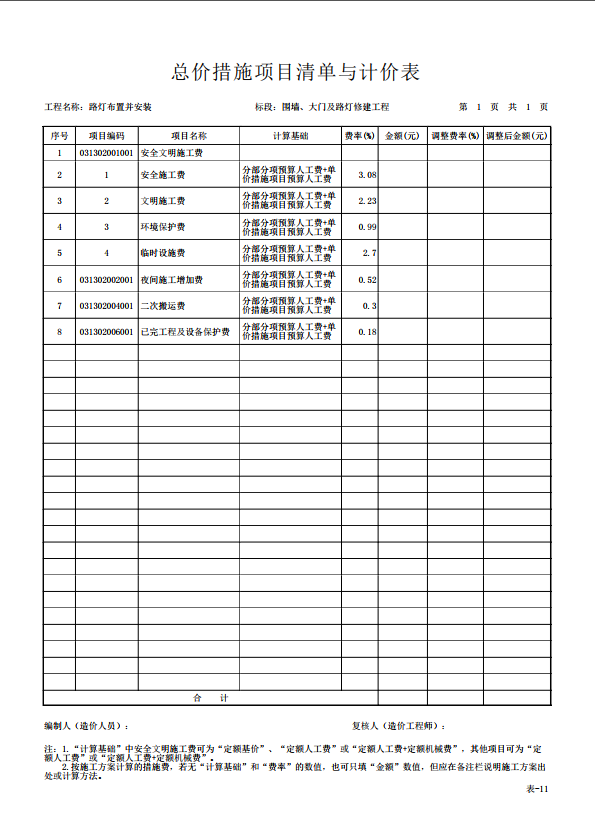 总价措施项目清单与计价表
工程名称：路灯布置并安装 标段：围墙、大门及路灯修建工程 第 1 页 共 1 页
序号 项目编码 项目名称 计算基础 费率(%) 金额(元) 调整费率(%) 调整后金额(元)
1 031302001001 安全文明施工费
2 1 安全施工费 分部分项预算人工费+单价措施项目预算人工费 3.08
3 2 文明施工费 分部分项预算人工费+单价措施项目预算人工费 2.23
4 3 环境保护费 分部分项预算人工费+单价措施项目预算人工费 0.99
5 4 临时设施费 分部分项预算人工费+单价措施项目预算人工费 2.7
6 031302002001 夜间施工增加费 分部分项预算人工费+单价措施项目预算人工费 0.52
7 031302004001 二次搬运费 分部分项预算人工费+单价措施项目预算人工费 0.3
8 031302006001 已完工程及设备保护费 分部分项预算人工费+单价措施项目预算人工费 0.18
合 计
编制人（造价人员）： 复核人（造价工程师）：
注：1.“计算基础”中安全文明施工费可为“定额基价”、“定额人工费”或“定额人工费+定额机械费”，其他项目可为“定
额人工费”或“定额人工费+定额机械费”。
2.按施工方案计算的措施费，若无“计算基础”和“费率”的数值，也可只填“金额”数值，但应在备注栏说明施工方案出
处或计算方法。
表-11